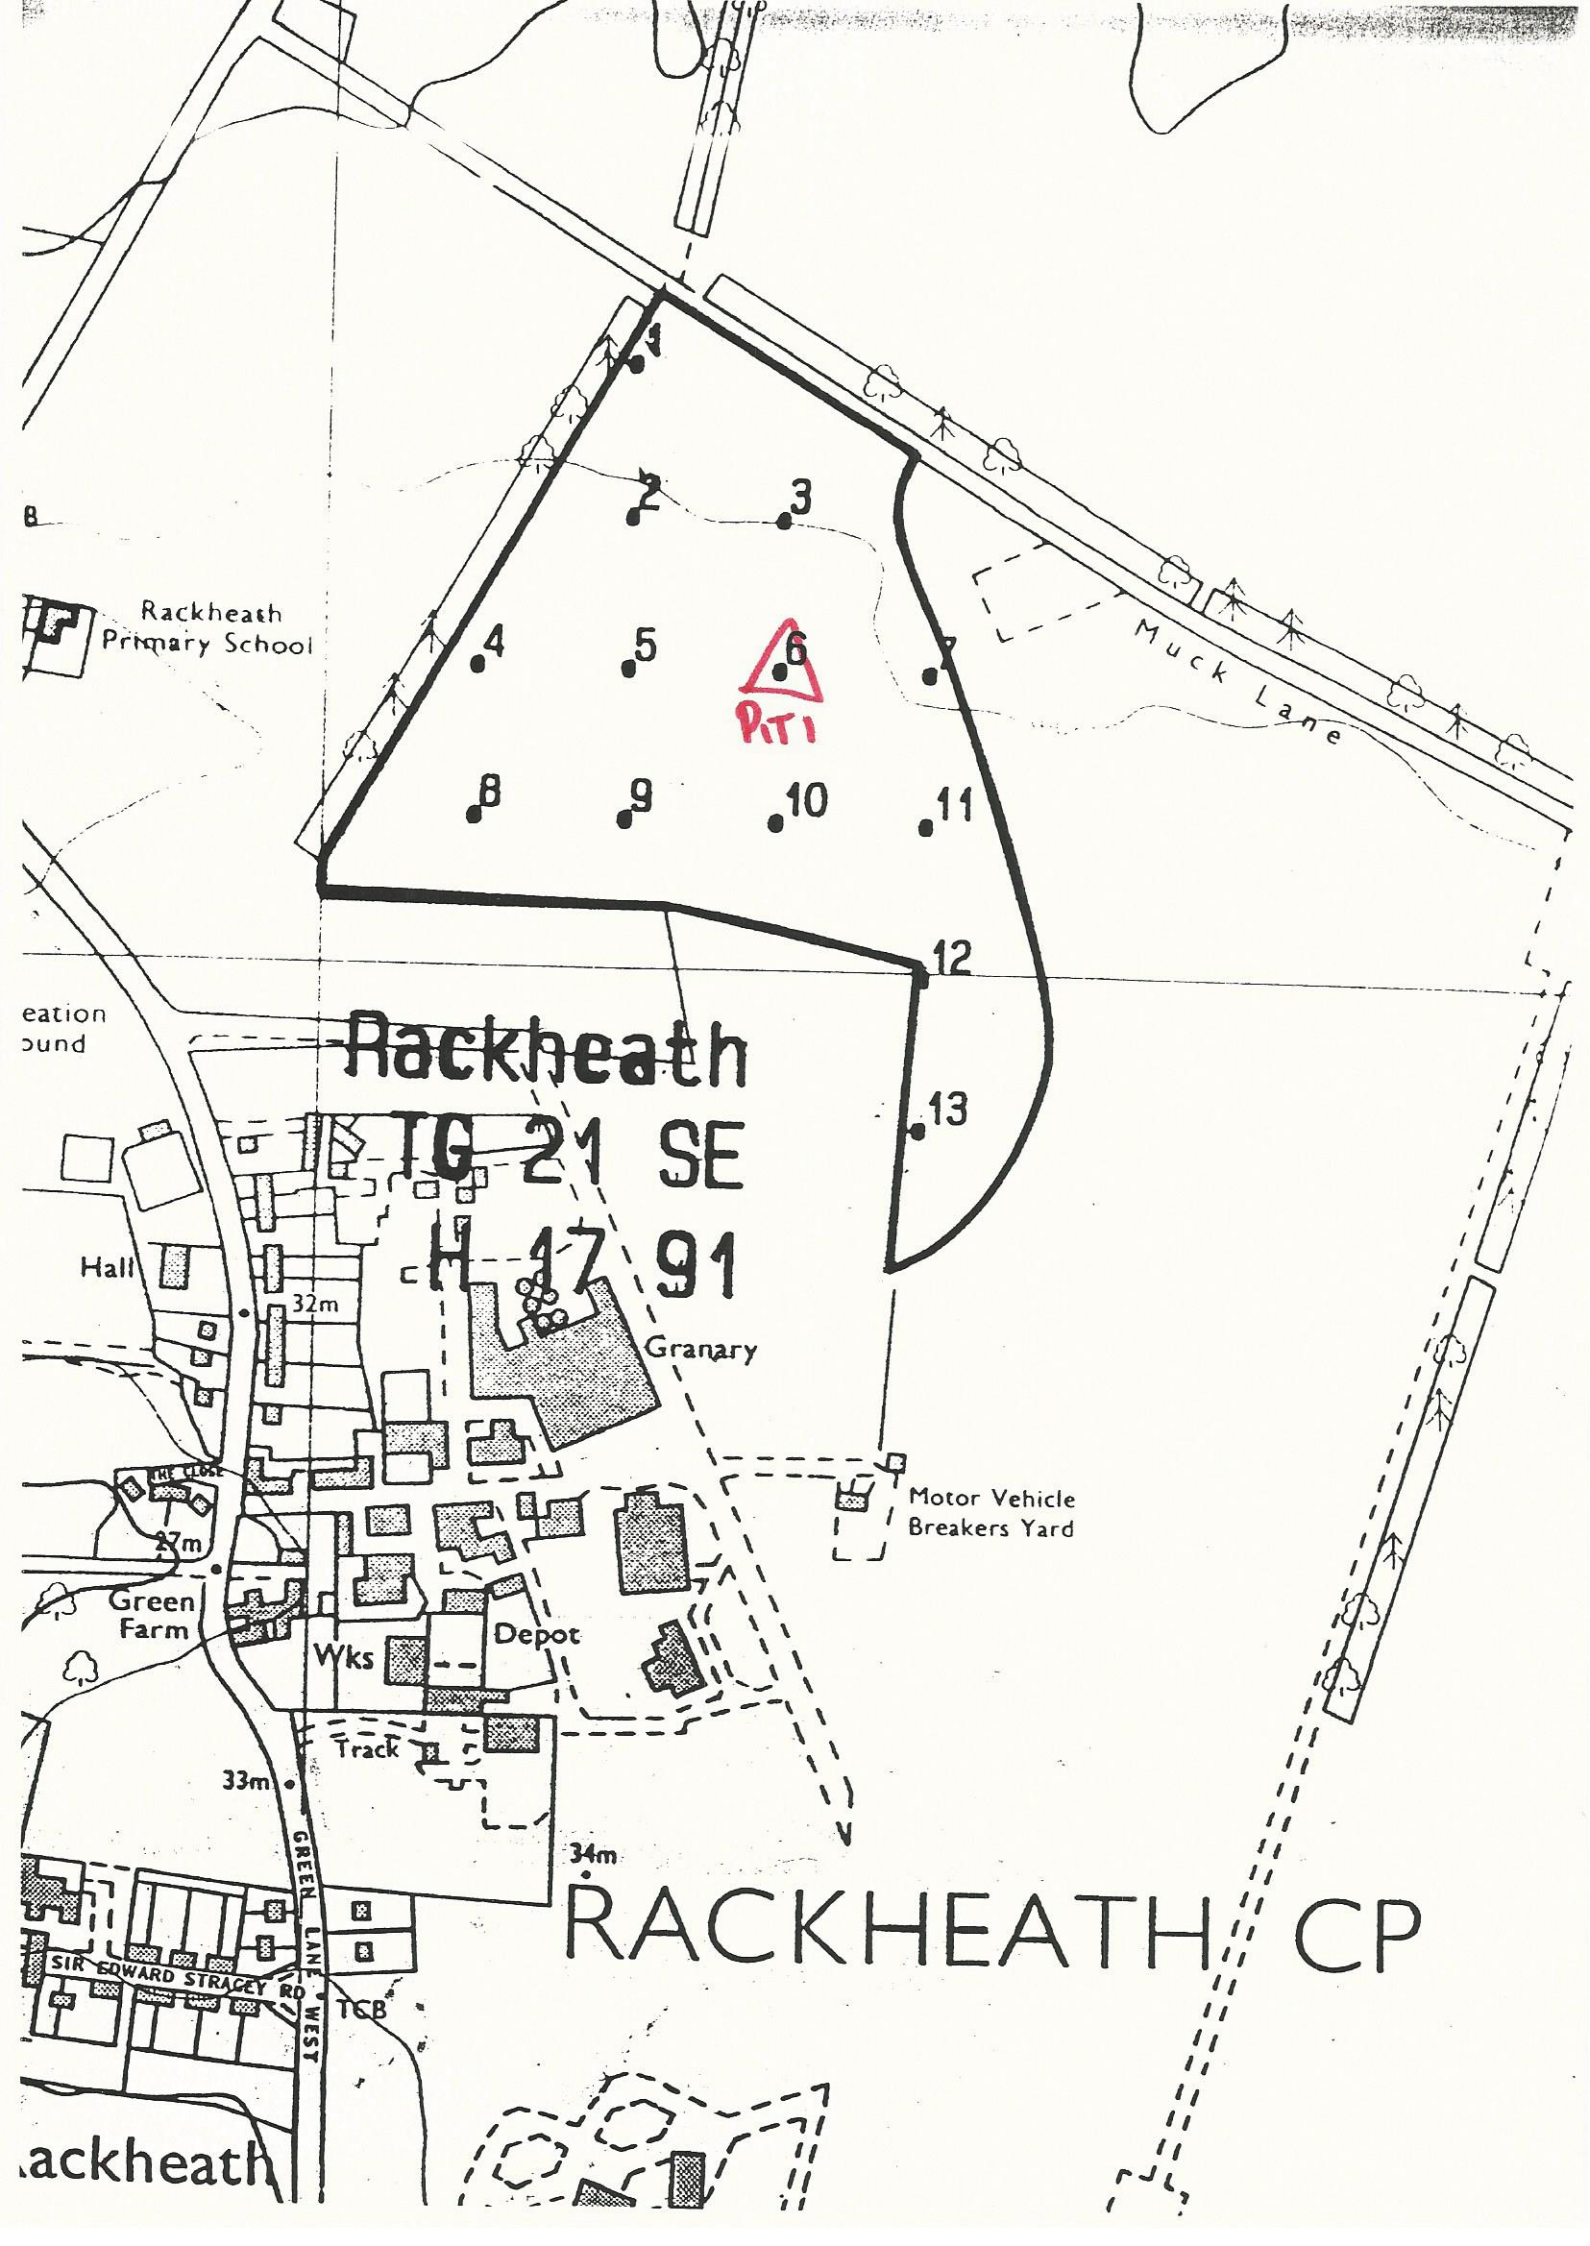 1
2
3
B
Rackheath
Primary School
4
5
6
7
PIT 1
Muck Lane
8
9
10
11
12
eation
ound
Rackheath
13
TG 21 SE
H 17 91
Hall
32m
Granary
THE CLOSE
Motor Vehicle
Breakers Yard
27m
Green
Farm
Wks
Depot
Track
33m
34m
GREEN LANE WEST
RACKHEATH CP
SIR EDWARD STRACEY RD
TCB
ackheath